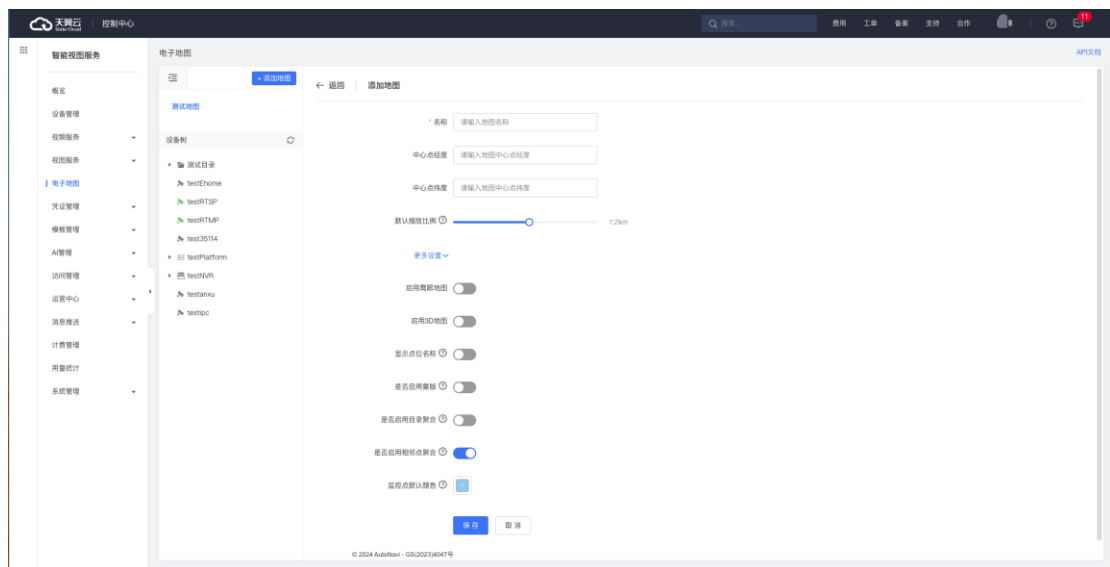 天翼云
State Cloud
控制中心
搜索...
费用
工单
备案
支持
合作
11
智能视图服务
概览
设备管理
视频服务
视图服务
电子地图
凭证管理
模板管理
AI管理
访问管理
运营中心
消息推送
计费管理
用量统计
系统管理
电子地图
API文档
+ 添加地图
测试地图
设备树
测试目录
testEhome
testRTSP
testRTMP
test35114
testPlatform
testNVR
testanxu
testipc
← 返回
添加地图
* 名称 请输入地图名称
中心点经度 请输入地图中心点经度
中心点纬度 请输入地图中心点纬度
默认缩放比例 1:2km
更多设置
启用鹰眼地图
启用3D地图
显示点位名称
是否启用蒙版
是否启用目录聚合
是否启用相邻点聚合
监控点默认颜色
保存 取消
© 2024 AutoNavi - GS(2023)4047号